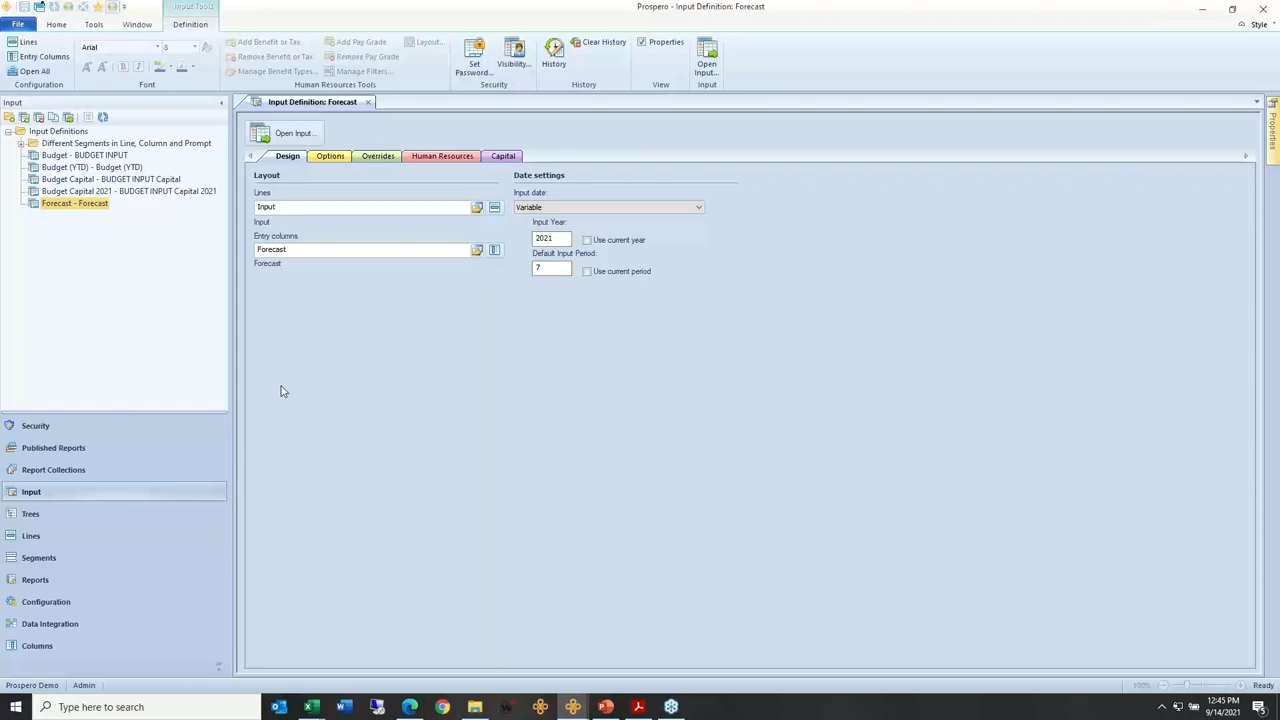 Input Tools
Prospero - Input Definition: Forecast
File
Home
Tools
Window
Definition
Style
Lines
Entry Columns
Open All
Configuration
Arial
8
Font
Add Benefit or Tax
Remove Benefit or Tax
Manage Benefit Types...
Add Pay Grade
Remove Pay Grade
Manage Filters...
Layout...
Human Resources Tools
Set Password...
Visibility...
Security
History
Clear History
History
Properties
View
Open Input...
Input
Input
Input Definitions
Different Segments in Line, Column and Prompt
Budget - BUDGET INPUT
Budget (YTD) - Budget (YTD)
Budget Capital - BUDGET INPUT Capital
Budget Capital 2021 - BUDGET INPUT Capital 2021
Forecast - Forecast
Security
Published Reports
Report Collections
Input
Trees
Lines
Segments
Reports
Configuration
Data Integration
Columns
Input Definition: Forecast
Open Input...
Design
Options
Overrides
Human Resources
Capital
Layout
Lines
Input
Input
Entry columns
Forecast
Forecast
Date settings
Input date:
Variable
Input Year:
2021
Use current year
Default Input Period:
7
Use current period
Properties
Prospero Demo
Admin
100%
Ready
Type here to search
12:45 PM
9/14/2021